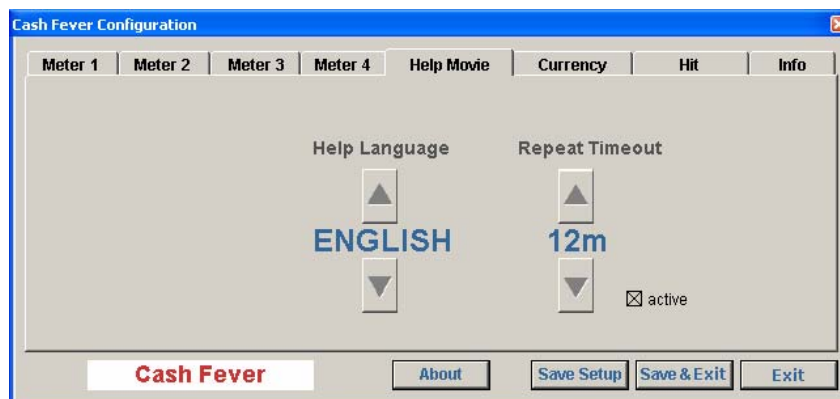 Cash Fever Configuration
Meter 1 Meter 2 Meter 3 Meter 4 Help Movie Currency Hit Info
Help Language Repeat Timeout
ENGLISH 12m
active
Cash Fever About Save Setup Save & Exit Exit